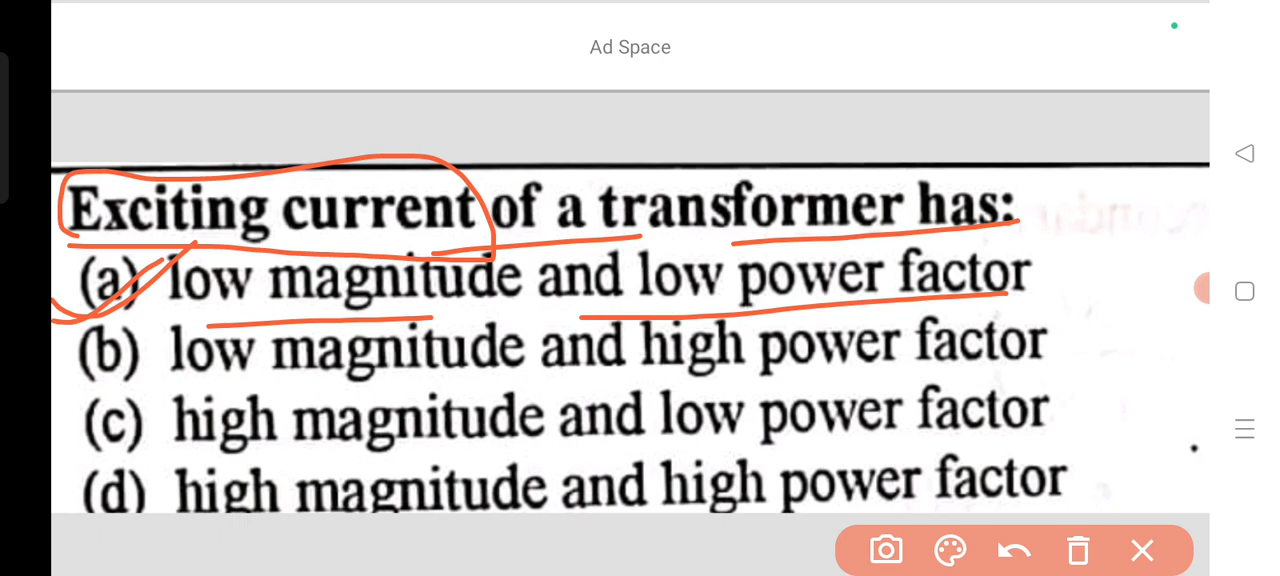 Ad Space
Exciting current of a transformer has:
(a) low magnitude and low power factor
(b) low magnitude and high power factor
(c) high magnitude and low power factor
(d) high magnitude and high power factor